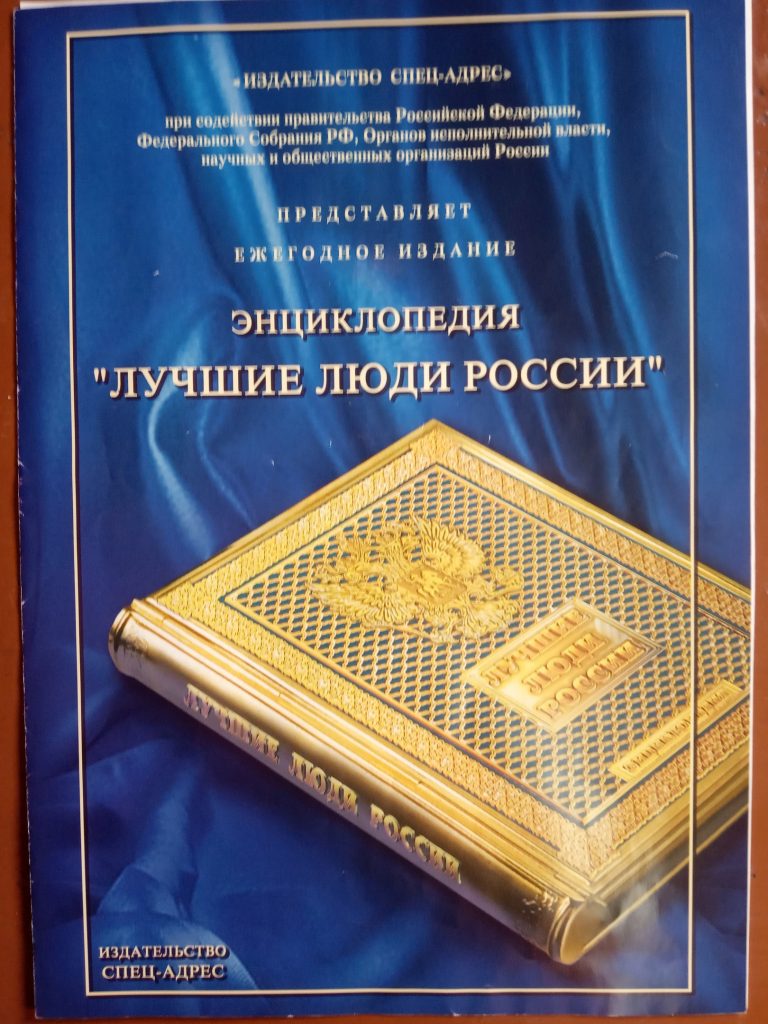 «ИЗДАТЕЛЬСТВО СПЕЦ-АДРЕС»
при содействии правительства Российской Федерации,
Федерального Собрания РФ, Органов исполнительной власти,
научных и общественных организаций России
ПРЕДСТАВЛЯЕТ
ЕЖЕГОДНОЕ ИЗДАНИЕ
ЭНЦИКЛОПЕДИЯ
"ЛУЧШИЕ ЛЮДИ РОССИИ"
ЛУЧШИЕ
ЛЮДИ
РОССИИ
ЭНЦИКЛОПЕДИЯ
ЛУЧШИЕ ЛЮДИ РОССИИ
ИЗДАТЕЛЬСТВО
СПЕЦ-АДРЕС